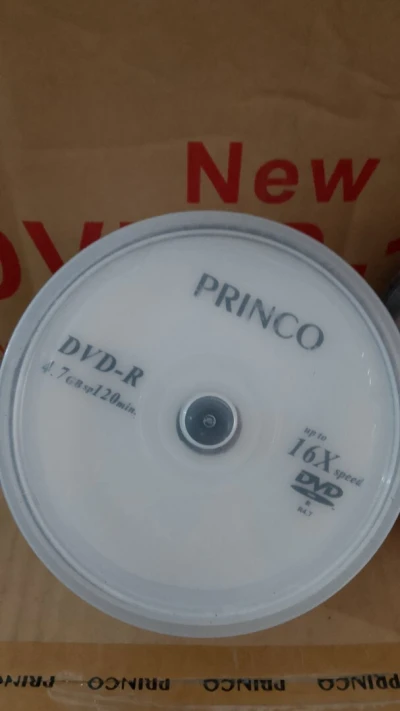 New
PRINCO
DVD-R
4.7GB 120min.
up to
16X speed
DVD
R
PRINCO PRINCO PRINCO PRINCO